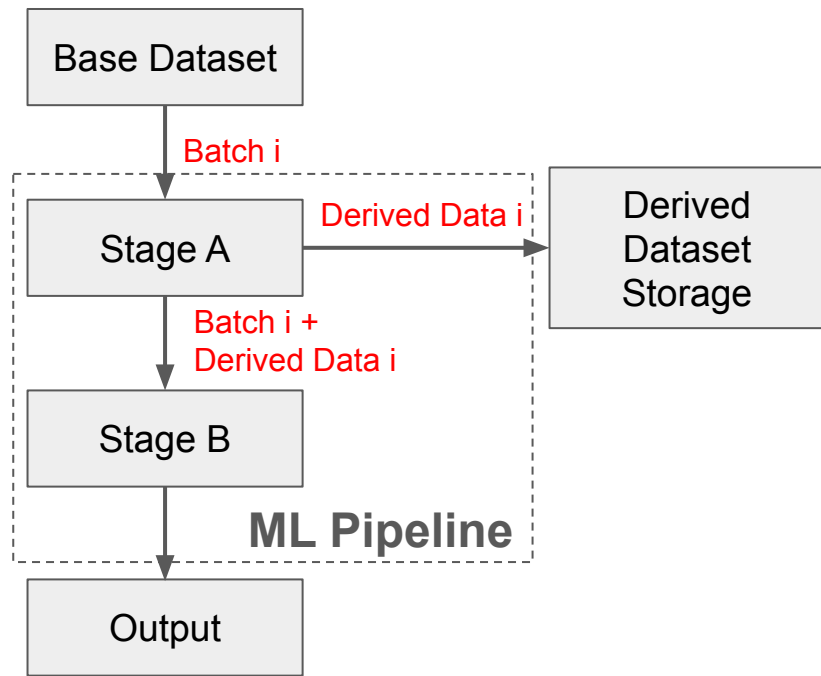 Base Dataset
Batch i
Stage A
Derived Data i
Derived
Dataset
Storage
Batch i +
Derived Data i
Stage B
ML Pipeline
Output